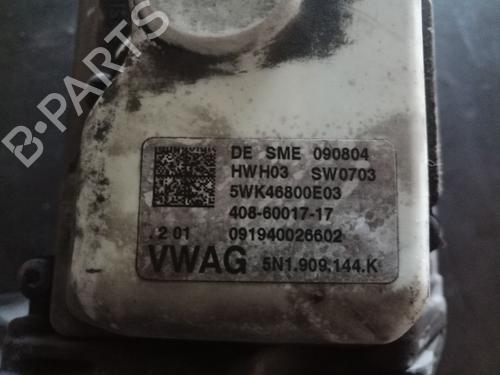 B-PARTS
DE SME 090804
HWH03 SW0703
5WK46800E03
408-60017-17
.2 01 091940026602
VWAG 5N1.909.144.K